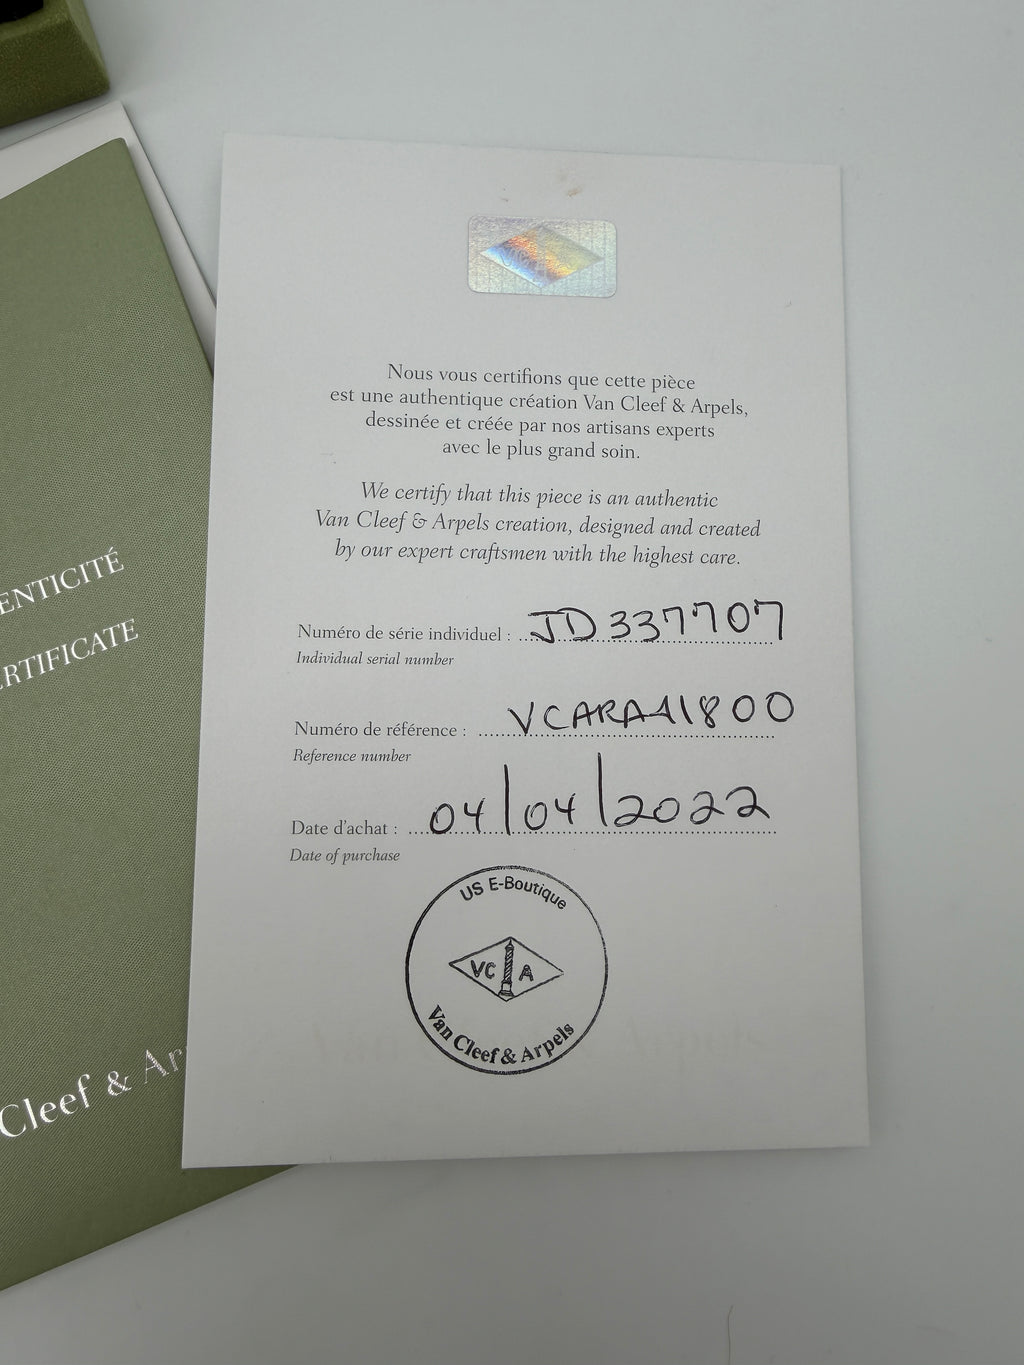 Nous vous certifions que cette pièce
est une authentique création Van Cleef & Arpels,
dessinée et créée par nos artisans experts
avec le plus grand soin.
We certify that this piece is an authentic
Van Cleef & Arpels creation, designed and created
by our expert craftsmen with the highest care.
Numéro de série individuel : JD337707
Individual serial number
Numéro de référence : VCARA41800
Reference number
Date d'achat : 04/04/2022
Date of purchase
US E-Boutique
VC A
Van Cleef & Arpels
ENTICITÉ
ERTIFICATE
Cleef & Ar